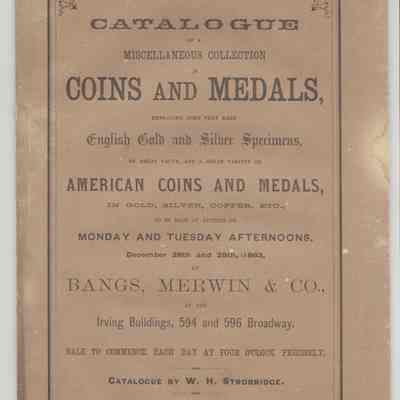 CATALOGUE
OF A
MISCELLANEOUS COLLECTION
OF
COINS AND MEDALS,
EMBRACING SOME VERY RARE
English Gold and Silver Specimens,
OF GREAT VALUE, AND A GREAT VARIETY OF
AMERICAN COINS AND MEDALS,
IN GOLD, SILVER, COPPER, ETC.,
TO BE SOLD BY AUCTION ON
MONDAY AND TUESDAY AFTERNOONS,
December 28th and 29th, 1863,
BY
BANGS, MERWIN & CO.,
AT THE
Irving Buildings, 594 and 596 Broadway.
SALE TO COMMENCE EACH DAY AT FOUR O'CLOCK PRECISELY.
CATALOGUE BY W. H. STROBRIDGE.